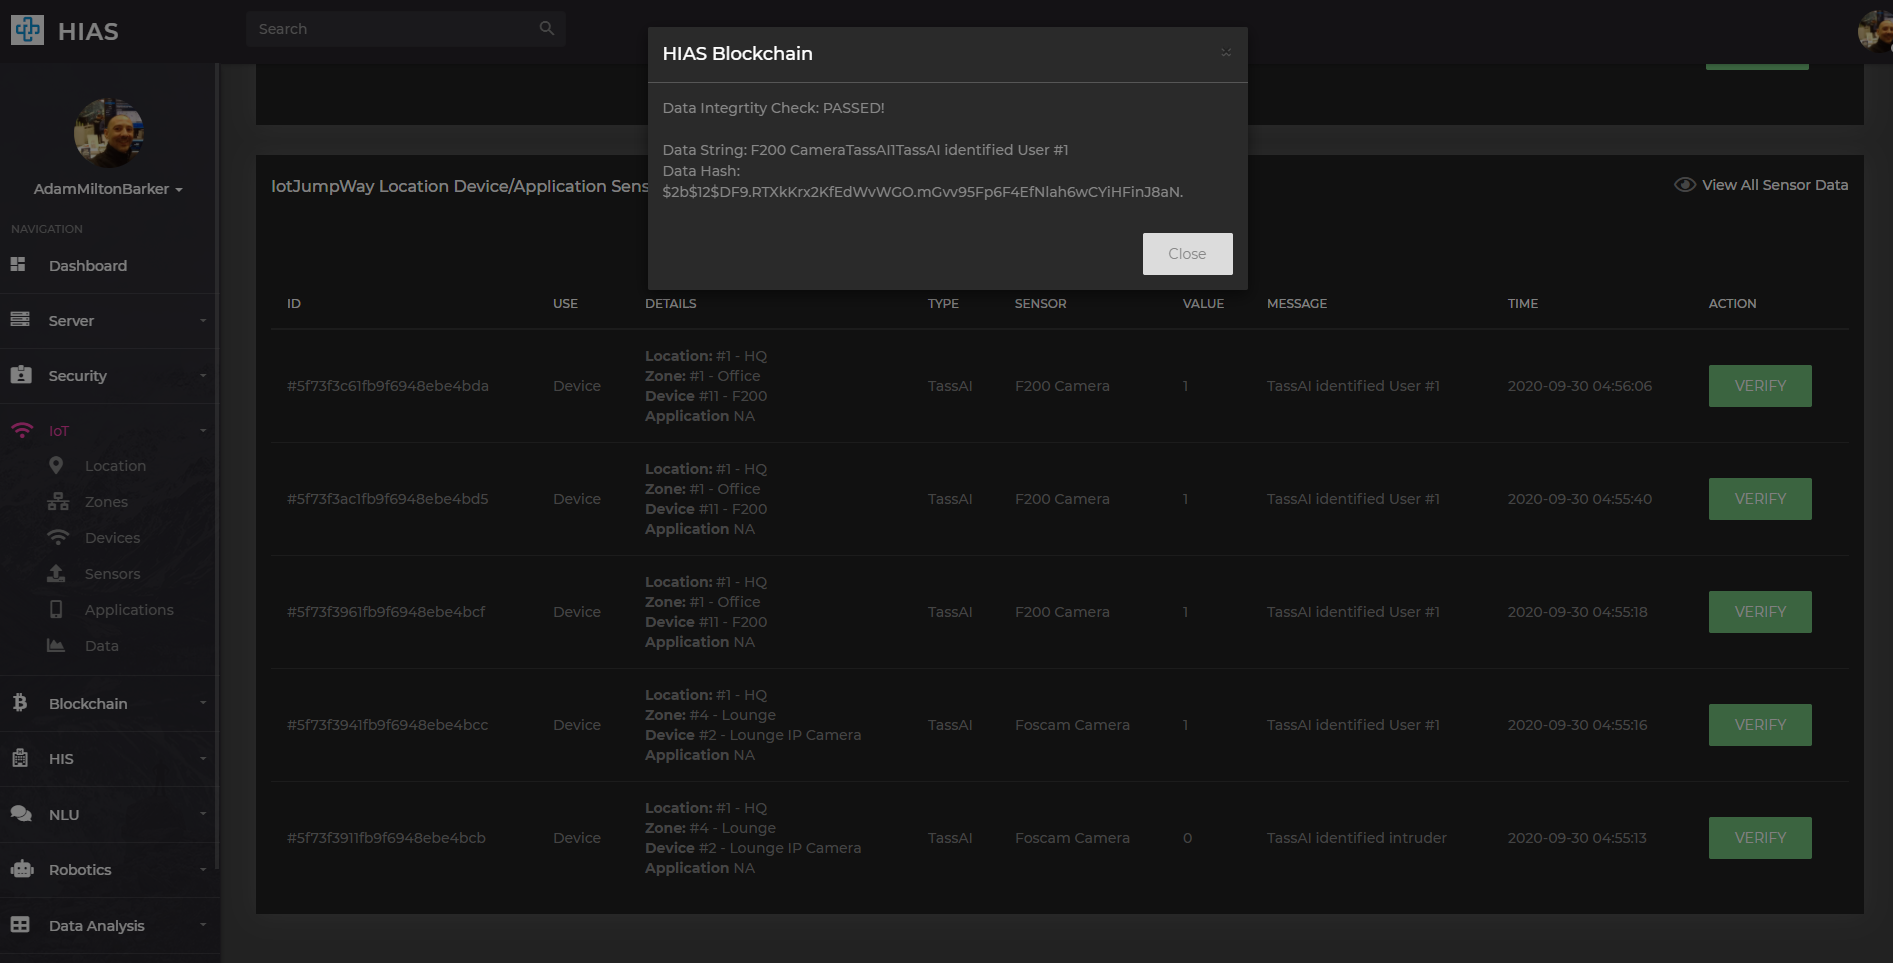 HIAS
Search
HIAS Blockchain
×
Data Integrtity Check: PASSED!
Data String: F200 CameraTassAI1TassAI identified User #1
Data Hash:
$2b$12$DF9.RTXkKrx2KfEdWvWGO.mGvv95Fp6F4EfNlah6wCYiHFinJ8aN.
Close
AdamMiltonBarker
NAVIGATION
Dashboard
Server
Security
IoT
Location
Zones
Devices
Sensors
Applications
Data
Blockchain
HIS
NLU
Robotics
Data Analysis
IotJumpWay Location Device/Application Sens
View All Sensor Data
ID USE DETAILS TYPE SENSOR VALUE MESSAGE TIME ACTION
Location: #1 - HQ
Zone: #1 - Office
#5f73f3c61fb9f6948ebe4bda Device Device #11 - F200 TassAI F200 Camera 1 TassAI identified User #1 2020-09-30 04:56:06 VERIFY
Application NA
Location: #1 - HQ
Zone: #1 - Office
#5f73f3ac1fb9f6948ebe4bd5 Device Device #11 - F200 TassAI F200 Camera 1 TassAI identified User #1 2020-09-30 04:55:40 VERIFY
Application NA
Location: #1 - HQ
Zone: #1 - Office
#5f73f3961fb9f6948ebe4bcf Device Device #11 - F200 TassAI F200 Camera 1 TassAI identified User #1 2020-09-30 04:55:18 VERIFY
Application NA
Location: #1 - HQ
Zone: #4 - Lounge
#5f73f3941fb9f6948ebe4bcc Device Device #2 - Lounge IP Camera TassAI Foscam Camera 1 TassAI identified User #1 2020-09-30 04:55:16 VERIFY
Application NA
Location: #1 - HQ
Zone: #4 - Lounge
#5f73f3911fb9f6948ebe4bcb Device Device #2 - Lounge IP Camera TassAI Foscam Camera 0 TassAI identified intruder 2020-09-30 04:55:13 VERIFY
Application NA